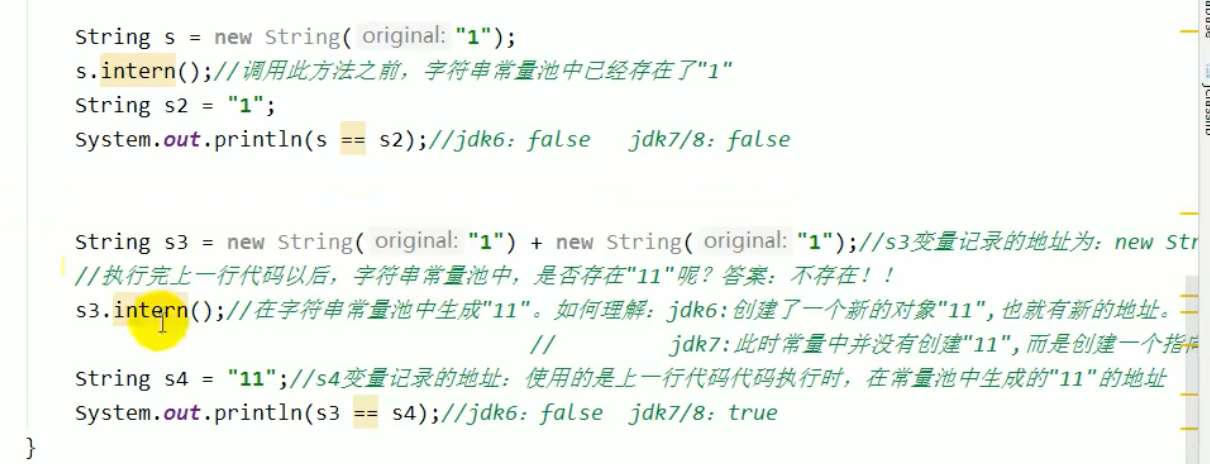 String s = new String( original: "1");
s.intern();//调用此方法之前，字符串常量池中已经存在了"1"
String s2 = "1";
System.out.println(s == s2);//jdk6：false   jdk7/8：false
String s3 = new String( original: "1") + new String( original: "1");//s3变量记录的地址为：new Str
//执行完上一行代码以后，字符串常量池中，是否存在"11"呢？答案：不存在！！
s3.intern();//在字符串常量池中生成"11"。如何理解：jdk6:创建了一个新的对象"11",也就有新的地址。
//          jdk7:此时常量中并没有创建"11",而是创建一个指向
String s4 = "11";//s4变量记录的地址：使用的是上一行代码代码执行时，在常量池中生成的"11"的地址
System.out.println(s3 == s4);//jdk6：false  jdk7/8：true
}